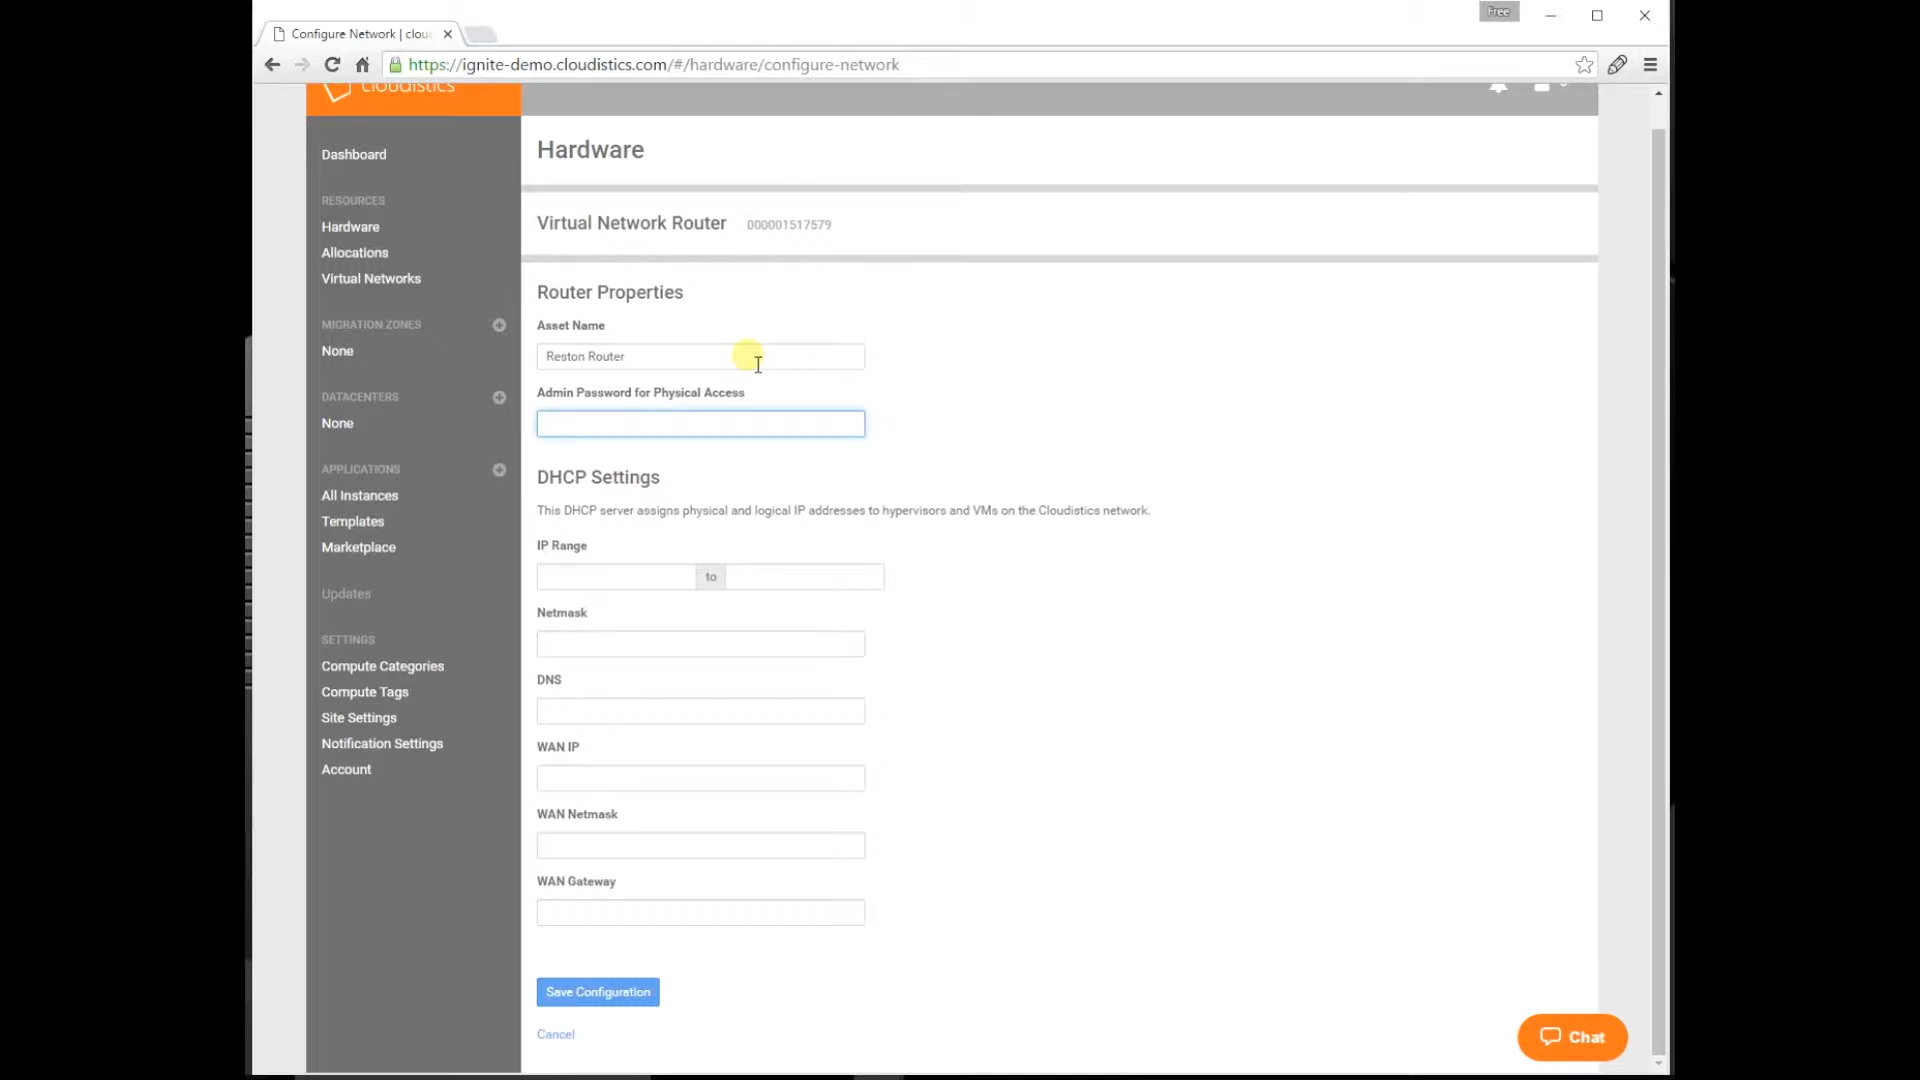 Free
Configure Network | clou
https://ignite-demo.cloudistics.com/#/hardware/configure-network
cloudistics
Dashboard
RESOURCES
Hardware
Allocations
Virtual Networks
MIGRATION ZONES
None
DATACENTERS
None
APPLICATIONS
All Instances
Templates
Marketplace
Updates
SETTINGS
Compute Categories
Compute Tags
Site Settings
Notification Settings
Account
Hardware
Virtual Network Router 000001517579
Router Properties
Asset Name
Reston Router
Admin Password for Physical Access
DHCP Settings
This DHCP server assigns physical and logical IP addresses to hypervisors and VMs on the Cloudistics network.
IP Range
to
Netmask
DNS
WAN IP
WAN Netmask
WAN Gateway
Save Configuration
Cancel
Chat